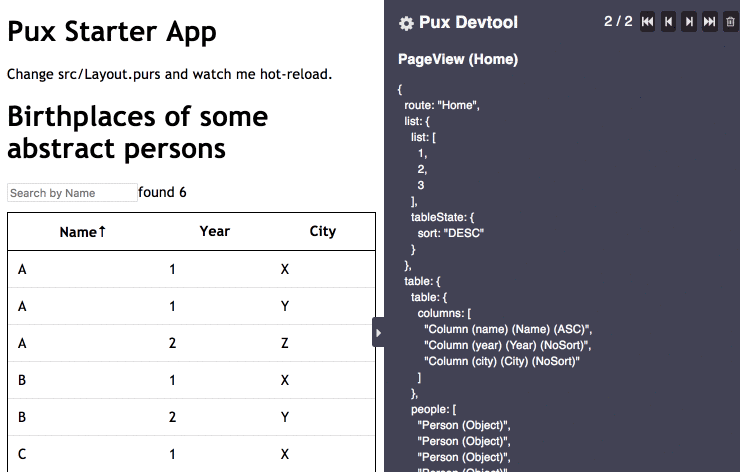 Pux Starter App
Change src/Layout.purs and watch me hot-reload.
Birthplaces of some
abstract persons
Search by Name found 6
Name↑ Year City
A 1 X
A 1 Y
A 2 Z
B 1 X
B 2 Y
C 1 X
Pux Devtool 2 / 2
PageView (Home)
{
route: "Home",
list: {
list: [
1,
2,
3
],
tableState: {
sort: "DESC"
}
},
table: {
table: {
columns: [
"Column (name) (Name) (ASC)",
"Column (year) (Year) (NoSort)",
"Column (city) (City) (NoSort)"
]
},
people: [
"Person (Object)",
"Person (Object)",
"Person (Object)",
"Person (Object)",